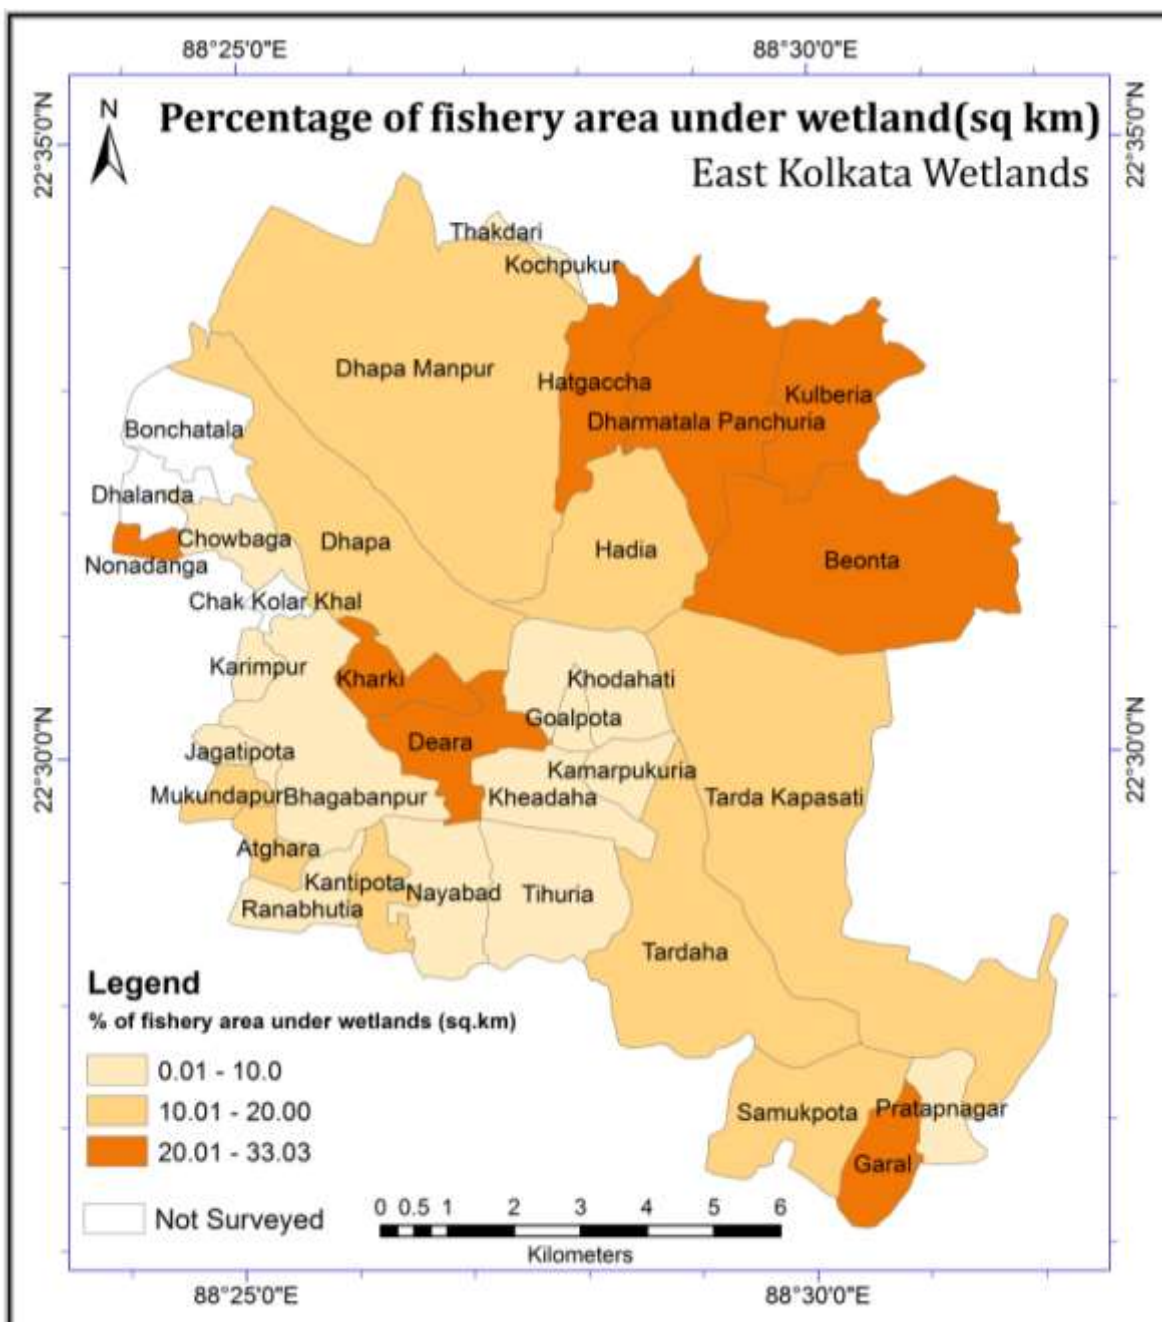 88°25'0"E 88°30'0"E
22°35'0"N
22°35'0"N
N
Percentage of fishery area under wetland(sq km)
East Kolkata Wetlands
Thakdari
Kochpukur
Dhapa Manpur
Hatgaccha
Kulberia
Dharmatala Panchuria
Bonchatala
Dhalanda
Chowbaga
Dhapa
Hadia
Beonta
Nonadanga
Chak Kolar Khal
Karimpur
Kharki
Khodahati
Goalpota
Deara
Jagatipota
Kamarpukuria
22°30'0"N
22°30'0"N
Mukundapur
Bhagabanpur
Kheadaha
Tarda Kapasati
Atghara
Kantipota
Nayabad
Tihuria
Ranabhutia
Tardaha
Samukpota
Pratapnagar
Garal
Legend
% of fishery area under wetlands (sq.km)
0.01 - 10.0
10.01 - 20.00
20.01 - 33.03
Not Surveyed
0 0.5 1 2 3 4 5 6
Kilometers
88°25'0"E 88°30'0"E